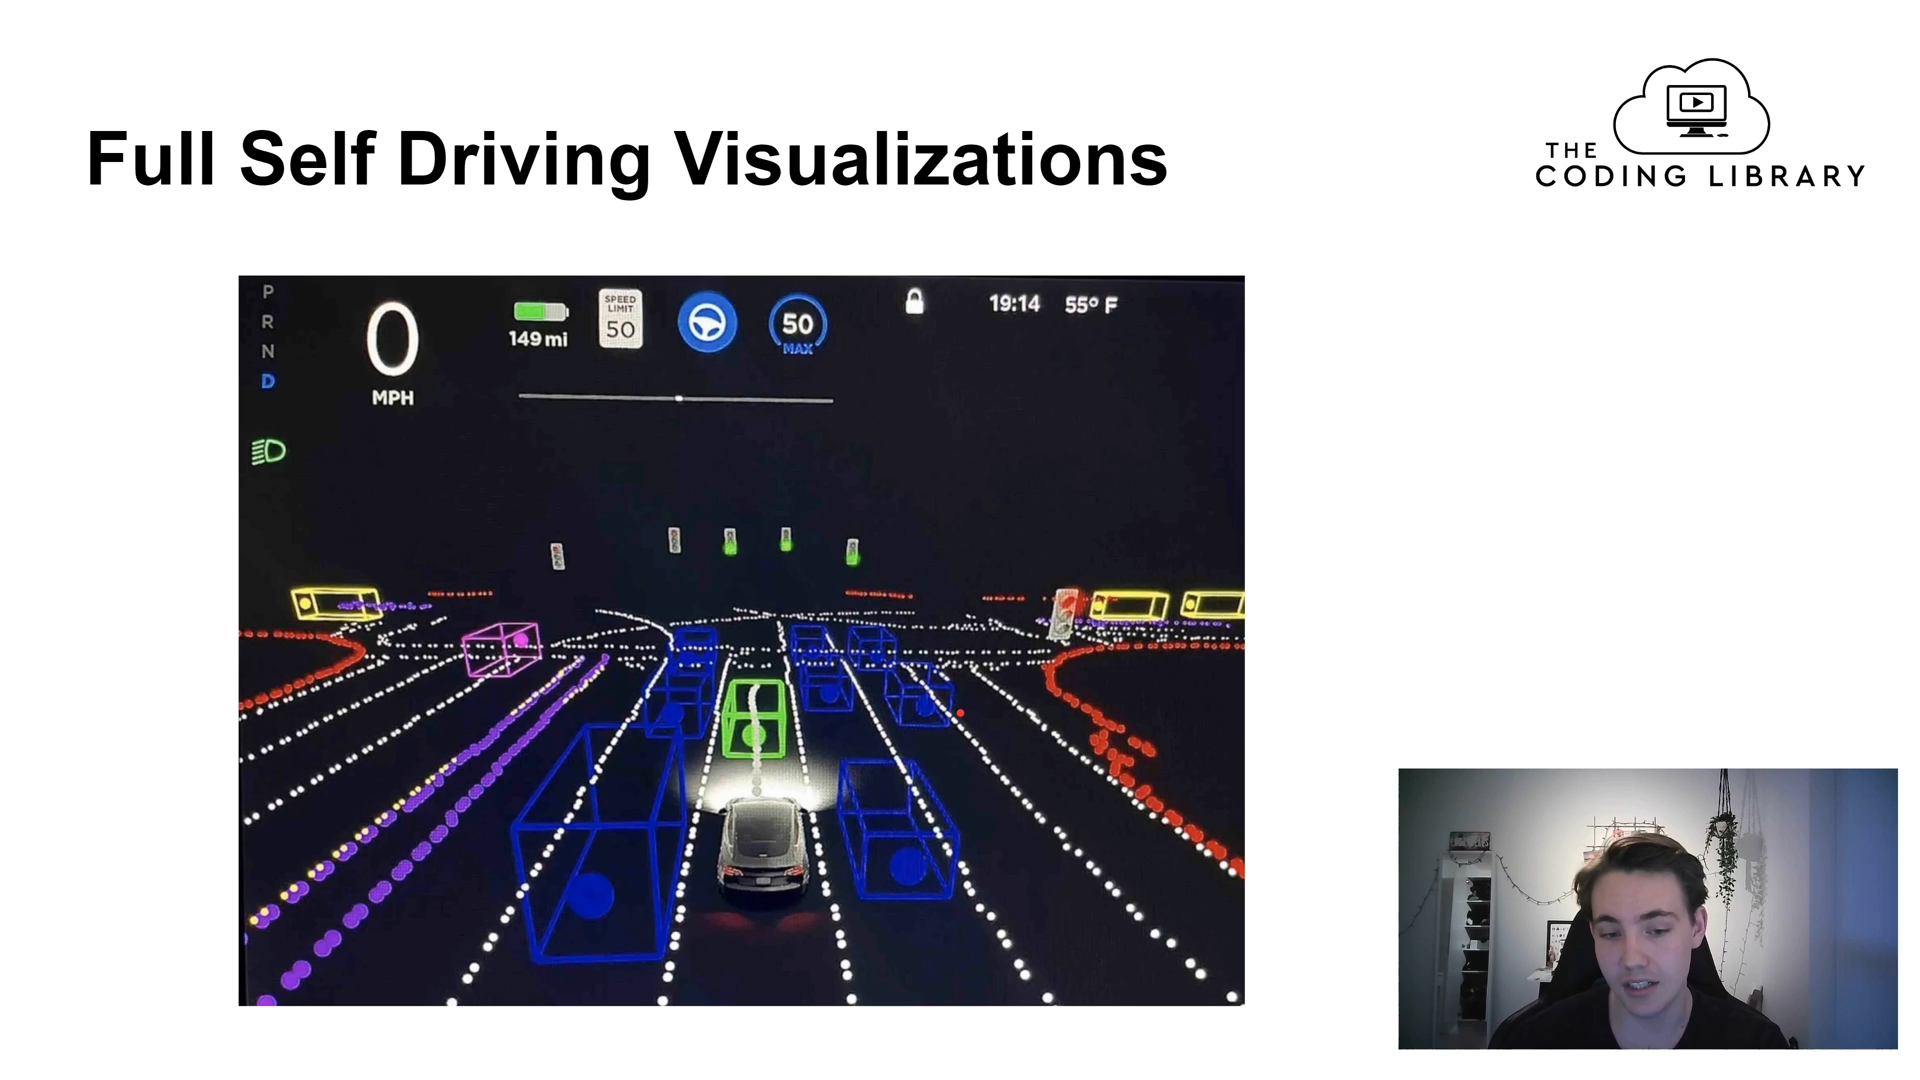 Full Self Driving Visualizations
THE
CODING LIBRARY
P
R
N
D
0
MPH
149 mi
SPEED
LIMIT
50
50
MAX
19:14
55° F